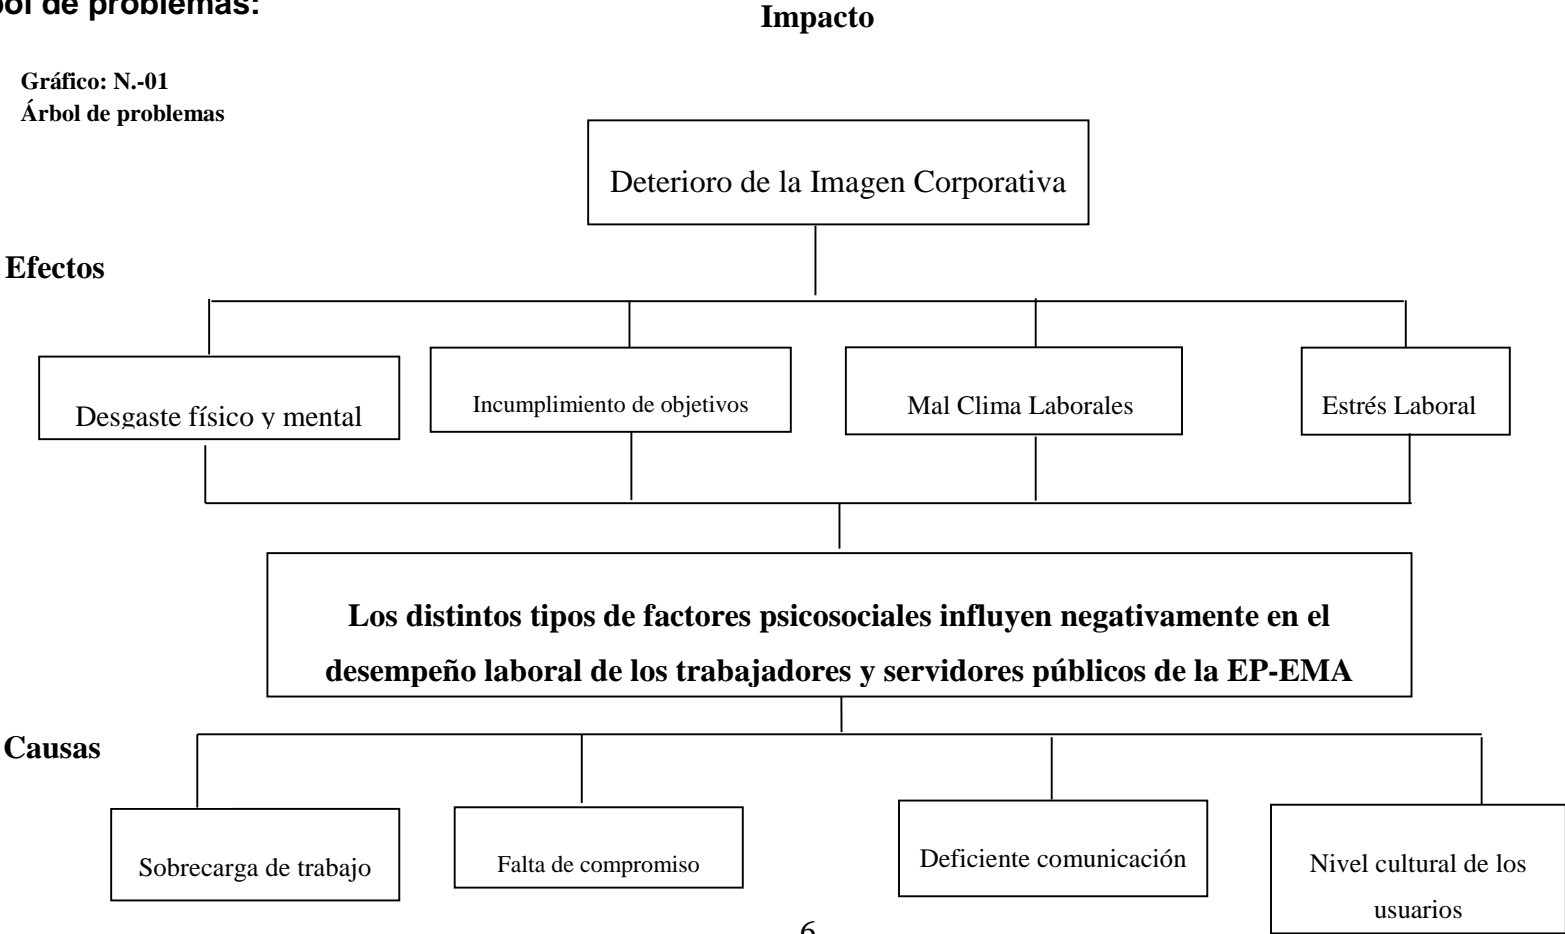 bol de problemas:
Impacto
Gráfico: N.-01
Árbol de problemas
Deterioro de la Imagen Corporativa
Efectos
Desgaste físico y mental
Incumplimiento de objetivos
Mal Clima Laborales
Estrés Laboral
Los distintos tipos de factores psicosociales influyen negativamente en el
desempeño laboral de los trabajadores y servidores públicos de la EP-EMA
Causas
Sobrecarga de trabajo
Falta de compromiso
Deficiente comunicación
Nivel cultural de los
usuarios
6